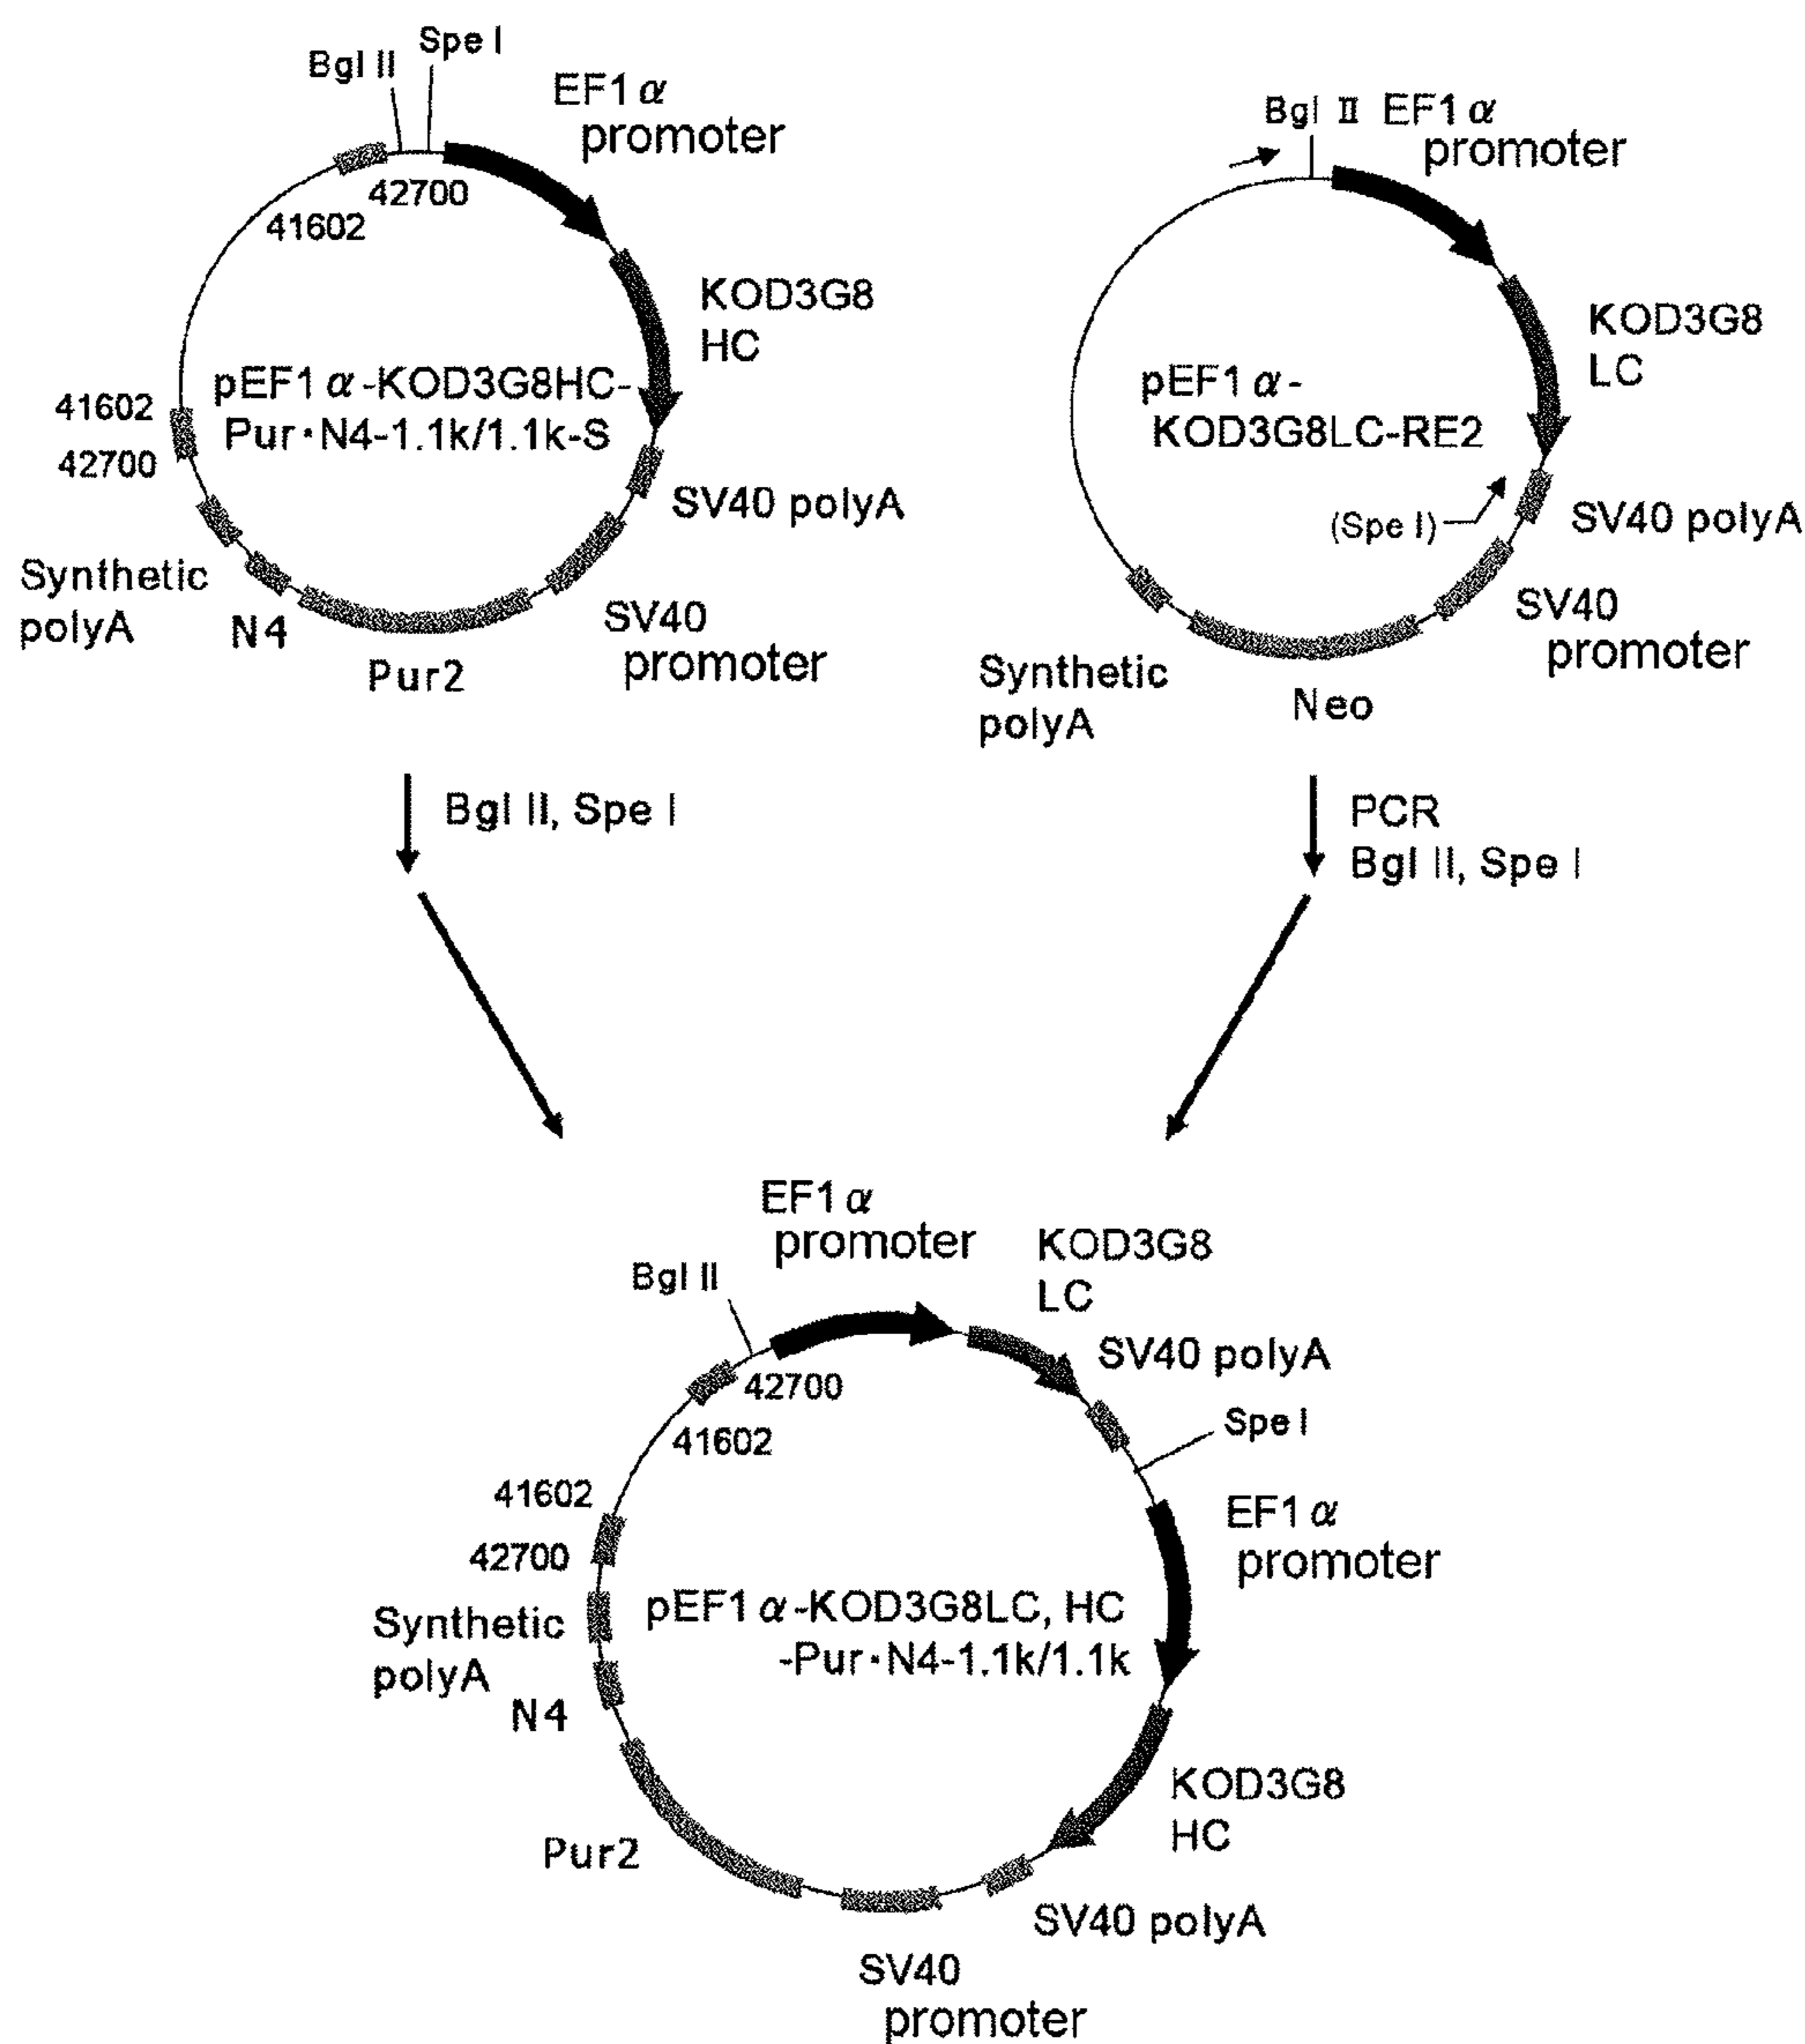 Bgl II
Spe I
EF1α
promoter
42700
41602
KOD3G8
HC
pEF1α-KOD3G8HC-
Pur・N4-1.1k/1.1k-S
41602
42700
SV40 polyA
Synthetic
polyA
N4
Pur2
SV40
promoter
Bgl II
EF1α
promoter
KOD3G8
LC
pEF1α-
KOD3G8LC-RE2
(Spe I)
SV40 polyA
SV40
promoter
Synthetic
polyA
Neo
Bgl II, Spe I
PCR
Bgl II, Spe I
EF1α
promoter
KOD3G8
LC
Bgl II
SV40 polyA
42700
Spe I
41602
41602
EF1α
promoter
42700
pEF1α-KOD3G8LC, HC
-Pur・N4-1.1k/1.1k
Synthetic
polyA
N4
KOD3G8
HC
Pur2
SV40 polyA
SV40
promoter